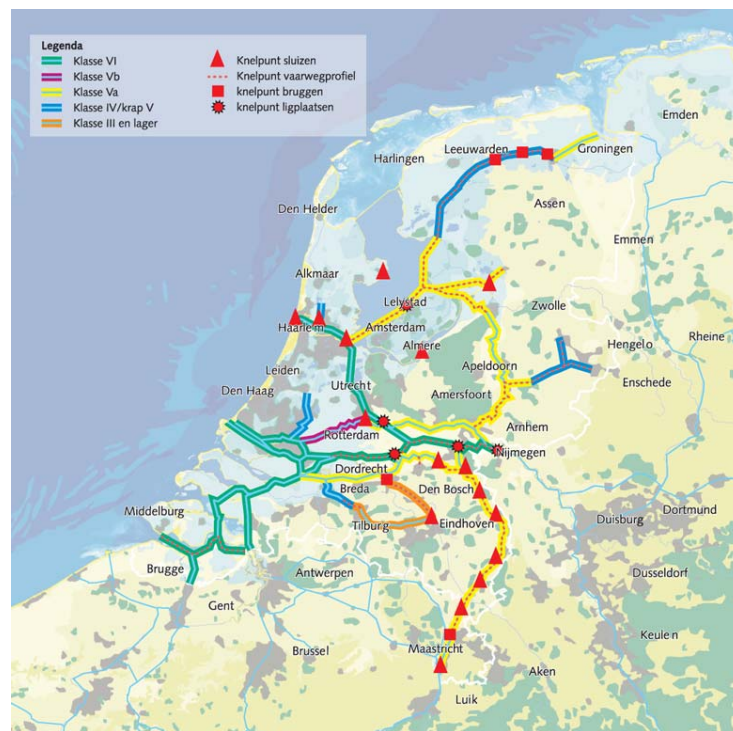 Legenda
Klasse VI
Klasse Vb
Klasse Va
Klasse IV/krap V
Klasse III en lager
Knelpunt sluizen
Knelpunt vaarwegprofiel
knelpunt bruggen
knelpunt ligplaatsen
Emden
Leeuwarden
Groningen
Harlingen
Assen
Den Helder
Emmen
Alkmaar
Lelystad
Zwolle
Haarlem
Amsterdam
Rheine
Almere
Hengelo
Leiden
Apeldoorn
Enschede
Den Haag
Utrecht
Amersfoort
Arnhem
Rotterdam
Nijmegen
Dordrecht
Breda
Den Bosch
Middelburg
Dortmund
Tilburg
Eindhoven
Duisburg
Brugge
Antwerpen
Dusseldorf
Gent
Keulen
Brussel
Maastricht
Aken
Luik